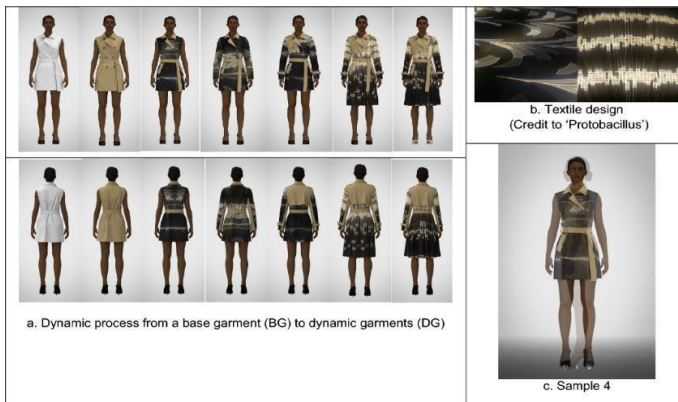 b. Textile design
(Credit to 'Protobacillus')
a. Dynamic process from a base garment (BG) to dynamic garments (DG)
c. Sample 4